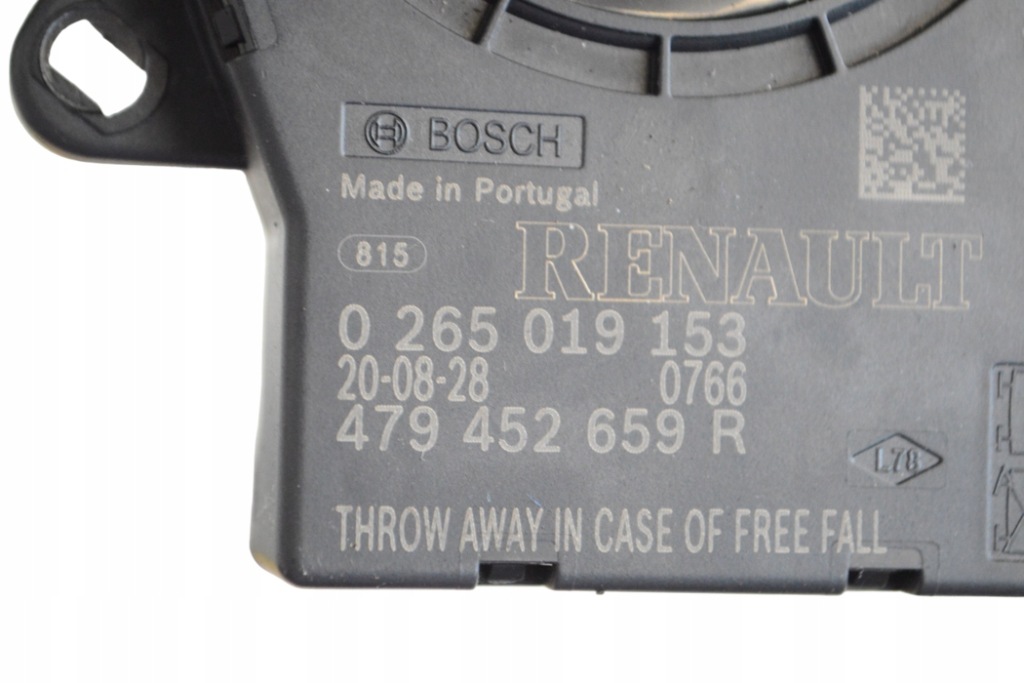 BOSCH
Made in Portugal
815
RENAULT
0 265 019 153
20-08-28 0766
479 452 659 R
L78
THROW AWAY IN CASE OF FREE FALL